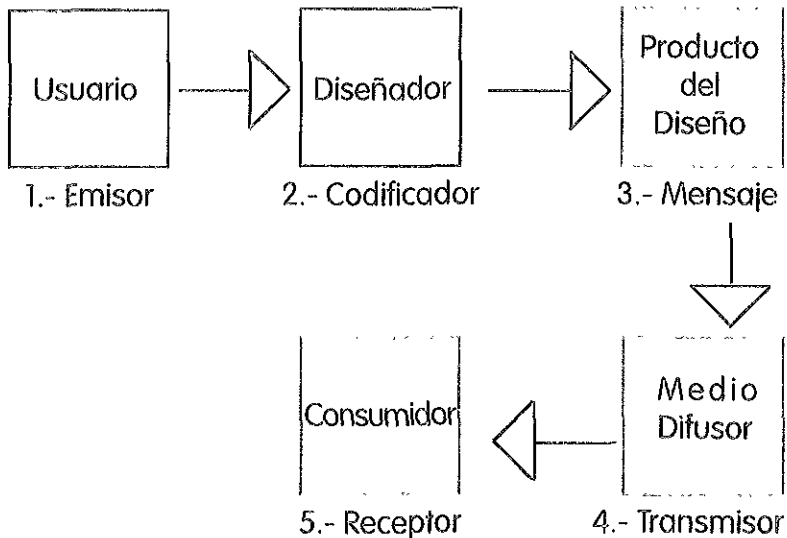 Usuario
1.- Emisor
Diseñador
2.- Codificador
Producto
del
Diseño
3.- Mensaje
Medio
Difusor
4.- Transmisor
Consumidor
5.- Receptor